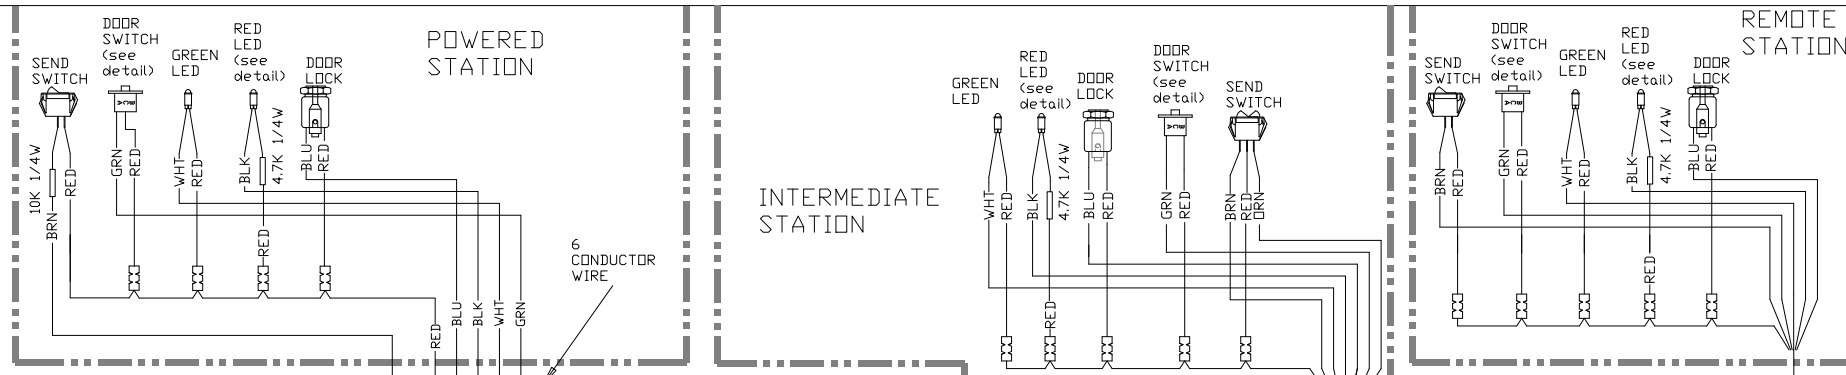 POWERED
STATION
SEND
SWITCH
DOOR
SWITCH
(see
detail)
GREEN
LED
RED
LED
(see
detail)
DOOR
LOCK
10K 1/4W
BRN
RED
GRN
RED
WHT
RED
BLK
4.7K 1/4W
RED
BLU
RED
RED
BLU
BLK
WHT
GRN
6
CONDUCTOR
WIRE
INTERMEDIATE
STATION
GREEN
LED
RED
LED
(see
detail)
DOOR
LOCK
DOOR
SWITCH
(see
detail)
SEND
SWITCH
WHT
RED
BLK
4.7K 1/4W
RED
BLU
RED
GRN
RED
BRN
RED
ORN
REMOTE
STATION
SEND
SWITCH
DOOR
SWITCH
(see
detail)
GREEN
LED
RED
LED
(see
detail)
DOOR
LOCK
BRN
RED
GRN
RED
WHT
RED
BLK
4.7K 1/4W
RED
BLU
RED